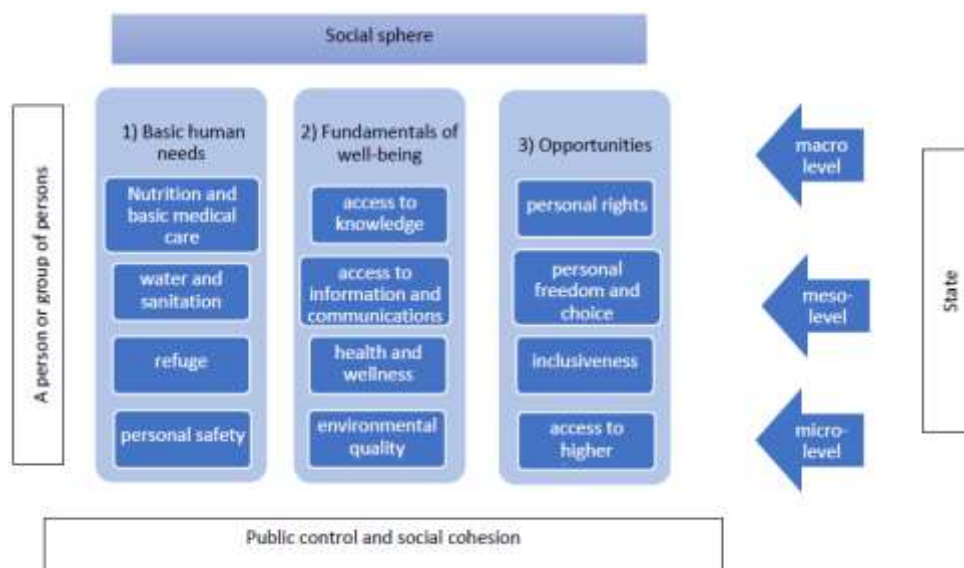 Social sphere
A person or group of persons
1) Basic human
needs
Nutrition and
basic medical
care
water and
sanitation
refuge
personal safety
2) Fundamentals of
well-being
access to
knowledge
access to
information and
communications
health and
wellness
environmental
quality
3) Opportunities
personal rights
personal
freedom and
choice
inclusiveness
access to
higher
macro
level
meso-
level
micro-
level
State
Public control and social cohesion